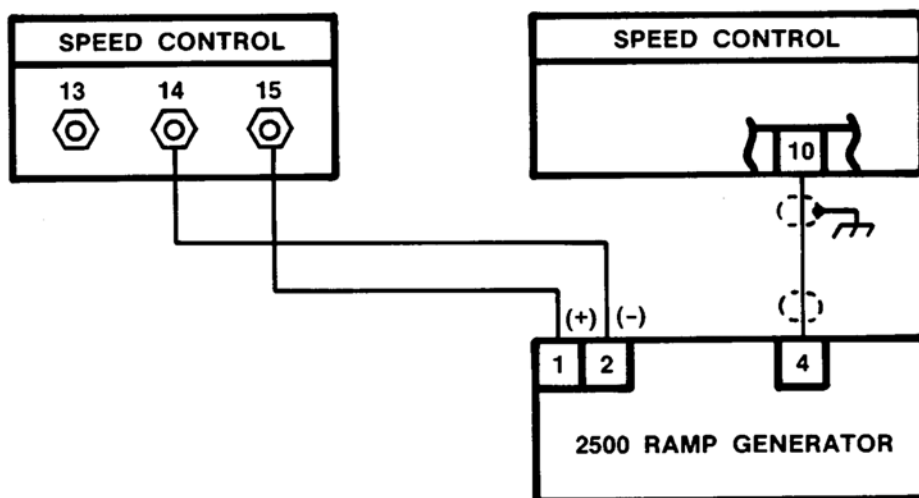 SPEED CONTROL
13 14 15
SPEED CONTROL
10
(+) (-)
1 2 4
2500 RAMP GENERATOR